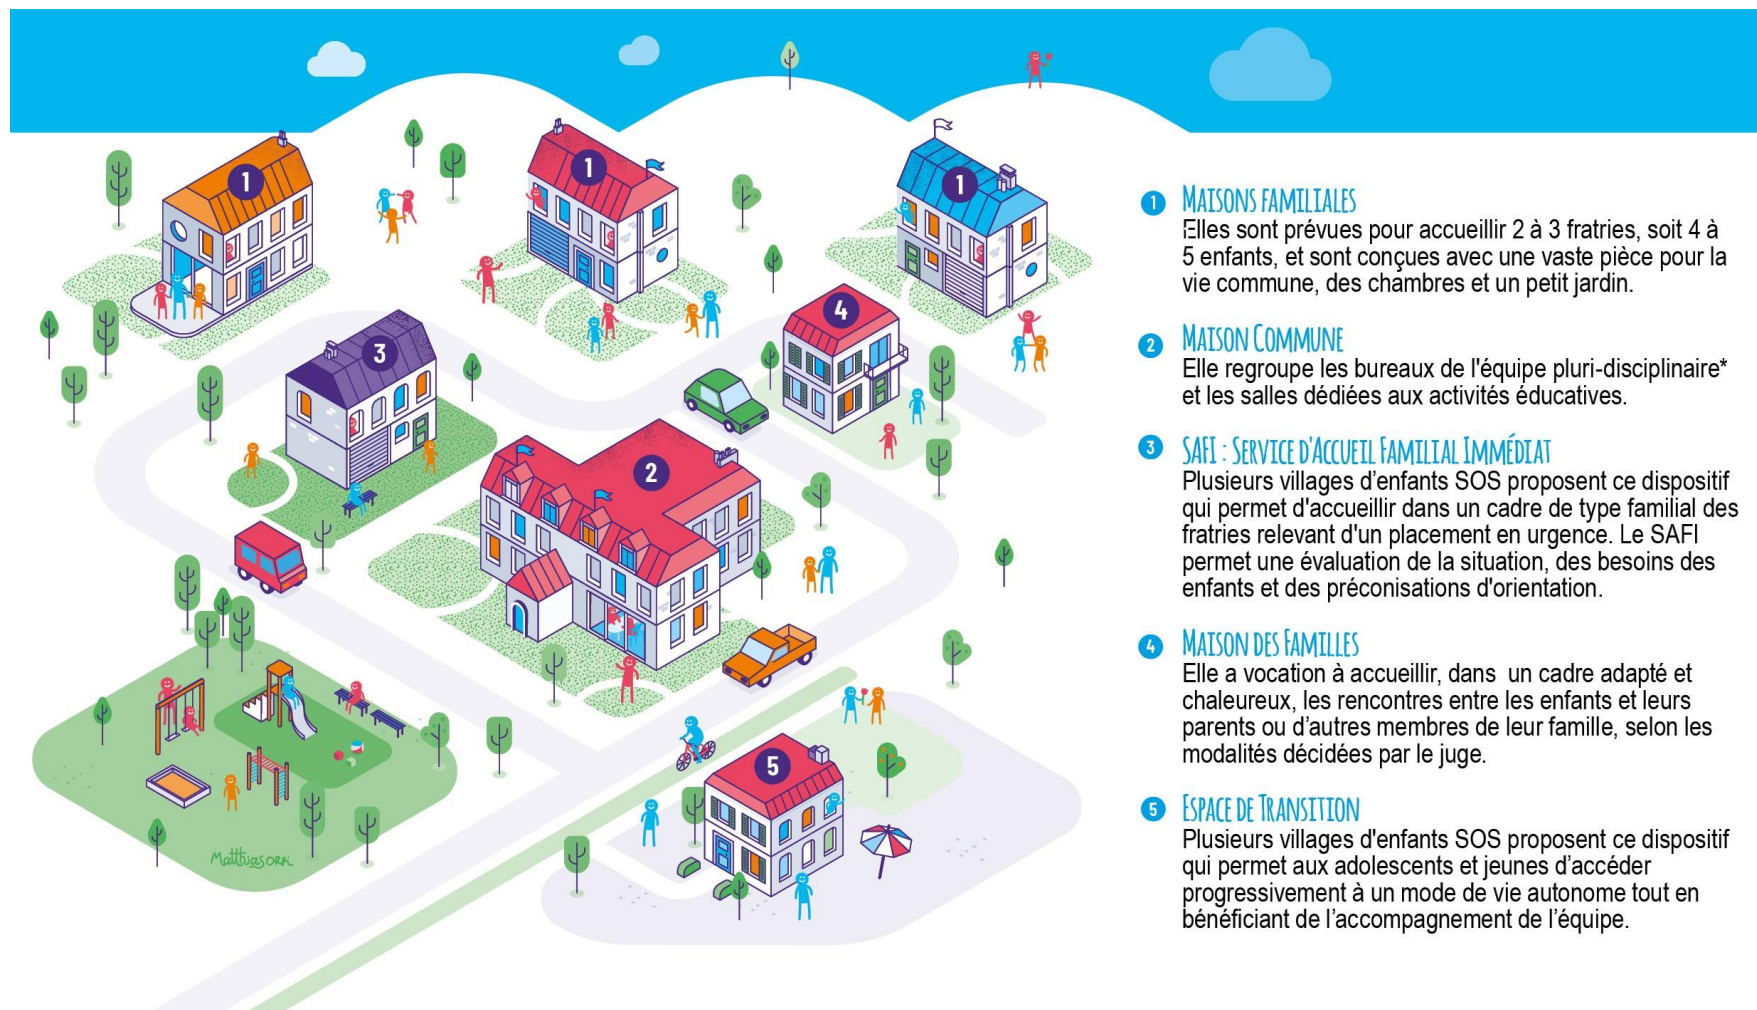 1
1
1
4
3
2
5
Matthias
1 MAISONS FAMILIALES
Elles sont prévues pour accueillir 2 à 3 fratries, soit 4 à
5 enfants, et sont conçues avec une vaste pièce pour la
vie commune, des chambres et un petit jardin.
2 MAISON COMMUNE
Elle regroupe les bureaux de l'équipe pluri-disciplinaire*
et les salles dédiées aux activités éducatives.
3 SAFI : SERVICE D'ACCUEIL FAMILIAL IMMÉDIAT
Plusieurs villages d’enfants SOS proposent ce dispositif
qui permet d'accueillir dans un cadre de type familial des
fratries relevant d'un placement en urgence. Le SAFI
permet une évaluation de la situation, des besoins des
enfants et des préconisations d'orientation.
4 MAISON DES FAMILLES
Elle a vocation à accueillir, dans un cadre adapté et
chaleureux, les rencontres entre les enfants et leurs
parents ou d’autres membres de leur famille, selon les
modalités décidées par le juge.
5 ESPACE DE TRANSITION
Plusieurs villages d'enfants SOS proposent ce dispositif
qui permet aux adolescents et jeunes d’accéder
progressivement à un mode de vie autonome tout en
bénéficiant de l’accompagnement de l’équipe.